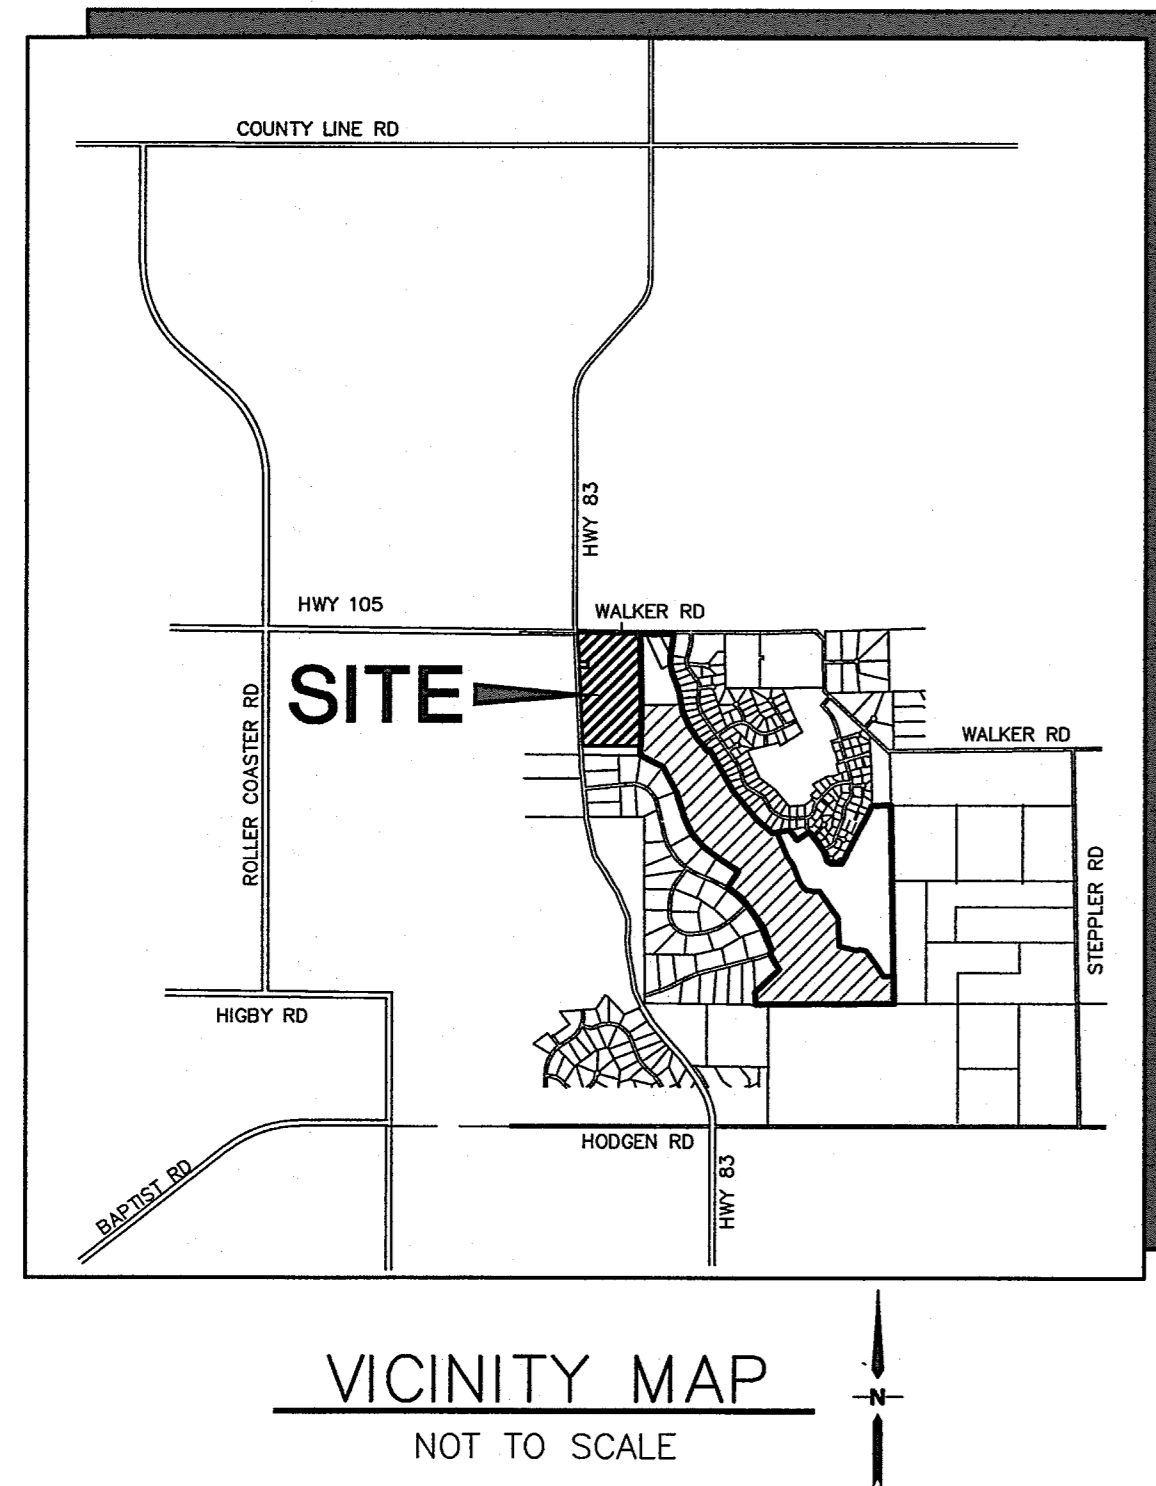 COUNTY LINE RD
HWY 83
HWY 105
WALKER RD
SITE
ROLLER COASTER RD
WALKER RD
STEPPLER RD
HIGBY RD
HODGEN RD
BAPTIST RD
HWY 83
VICINITY MAP
NOT TO SCALE
N